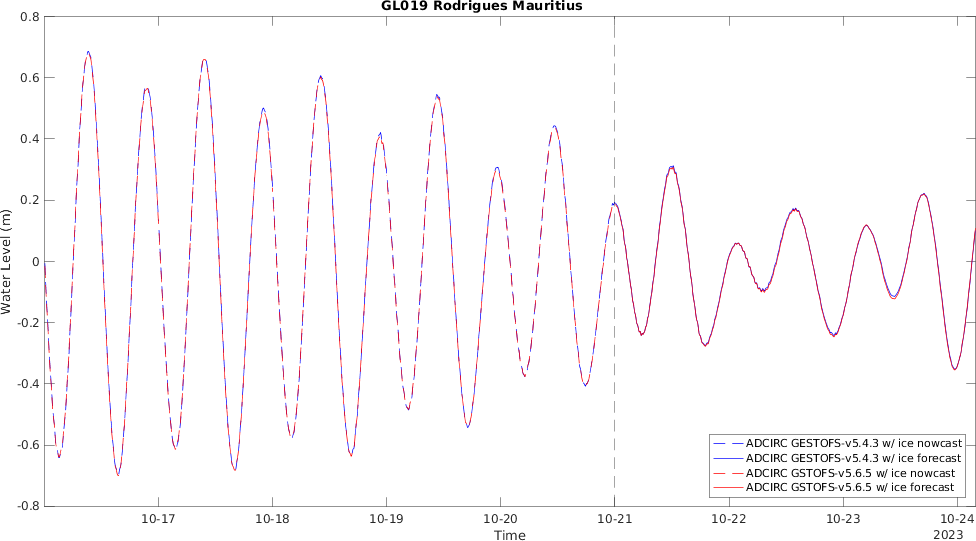 GL019 Rodrigues Mauritius
0.8
0.6
0.4
0.2
0
-0.2
-0.4
-0.6
-0.8
Water Level (m)
10-17
10-18
10-19
10-20
10-21
10-22
10-23
10-24
Time
2023
ADCIRC GESTOFS-v5.4.3 w/ ice nowcast
ADCIRC GESTOFS-v5.4.3 w/ ice forecast
ADCIRC GSTOFS-v5.6.5 w/ ice nowcast
ADCIRC GSTOFS-v5.6.5 w/ ice forecast